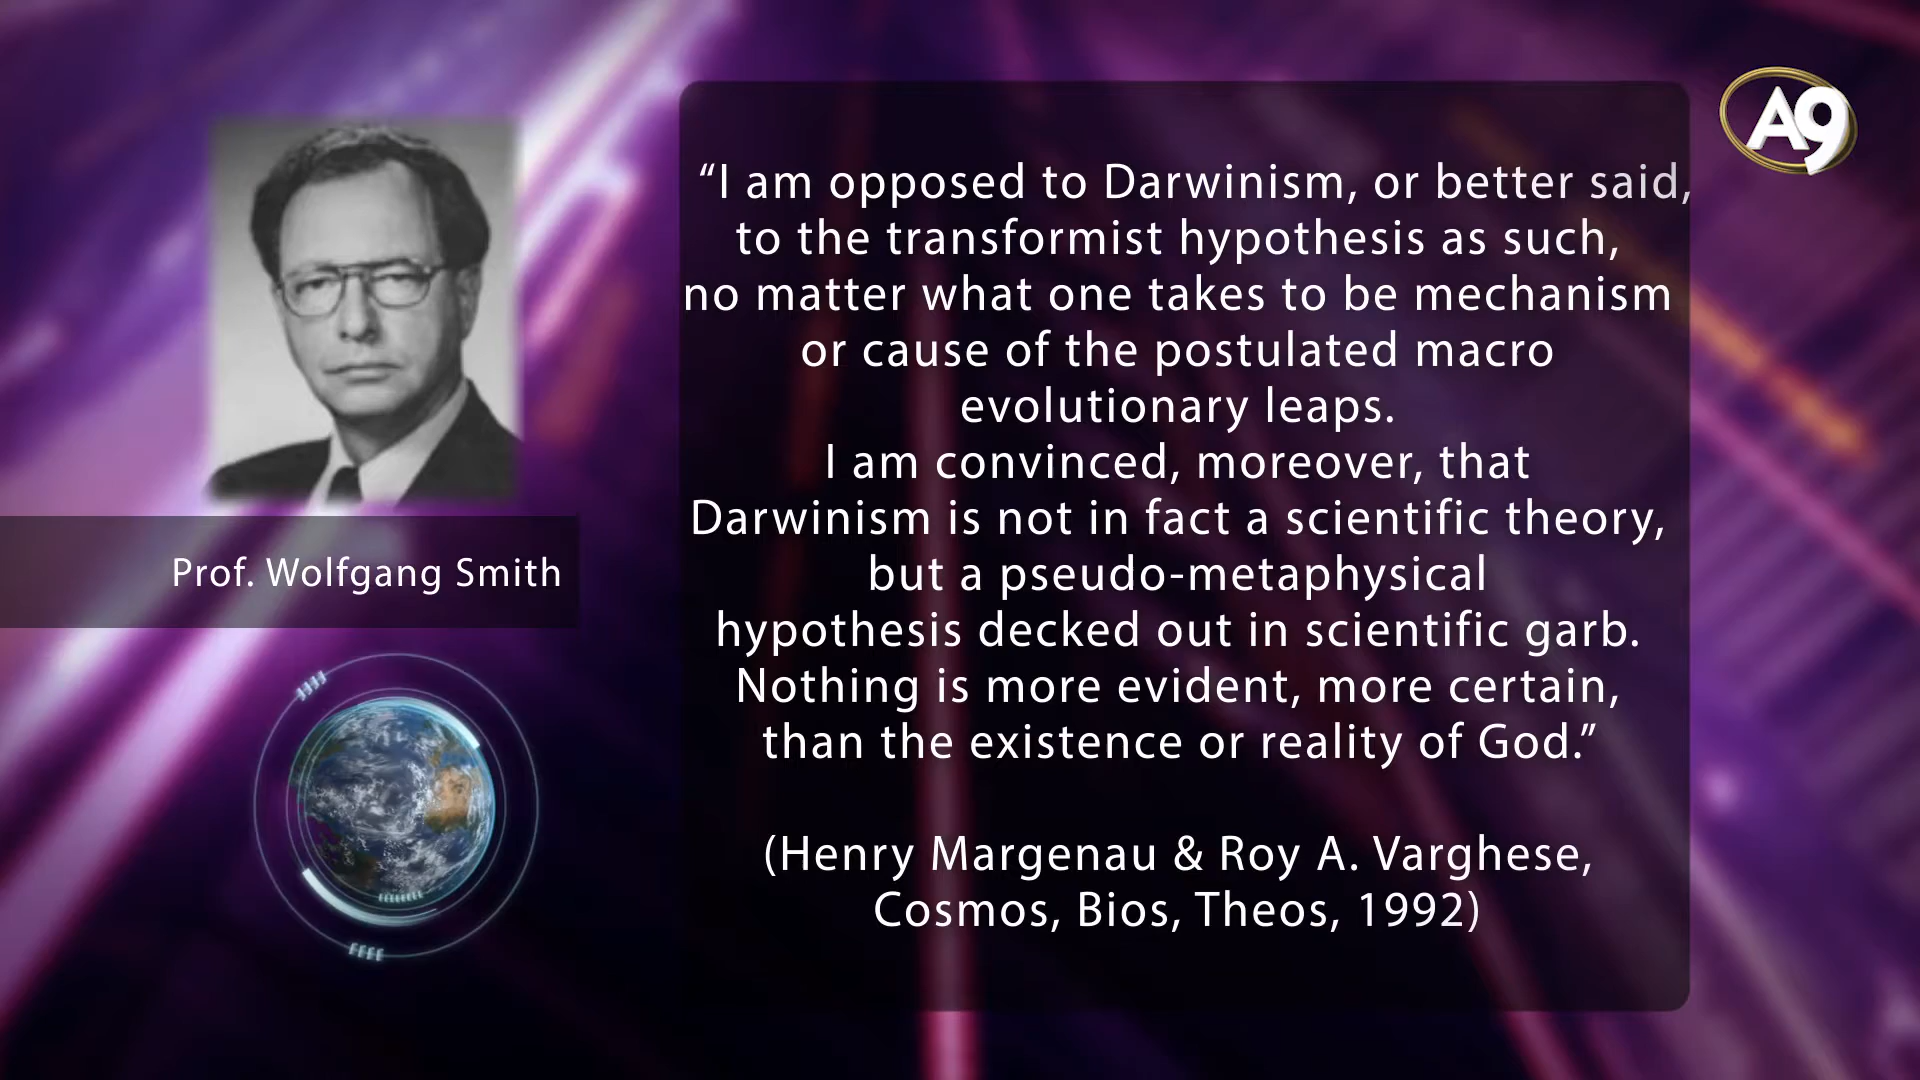 A9
“I am opposed to Darwinism, or better said,
to the transformist hypothesis as such,
no matter what one takes to be mechanism
or cause of the postulated macro
evolutionary leaps.
I am convinced, moreover, that
Darwinism is not in fact a scientific theory,
but a pseudo-metaphysical
hypothesis decked out in scientific garb.
Nothing is more evident, more certain,
than the existence or reality of God.”
(Henry Margenau & Roy A. Varghese,
Cosmos, Bios, Theos, 1992)
Prof. Wolfgang Smith